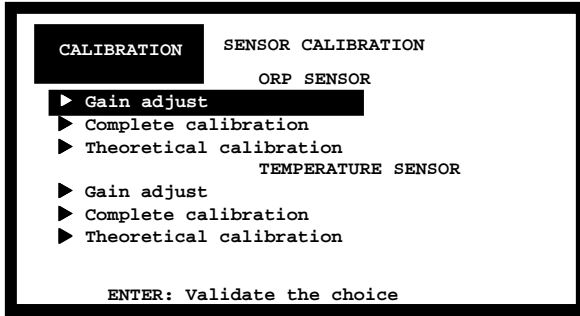 CALIBRATION SENSOR CALIBRATION
ORP SENSOR
▶ Gain adjust
▶ Complete calibration
▶ Theoretical calibration
TEMPERATURE SENSOR
▶ Gain adjust
▶ Complete calibration
▶ Theoretical calibration
ENTER: Validate the choice